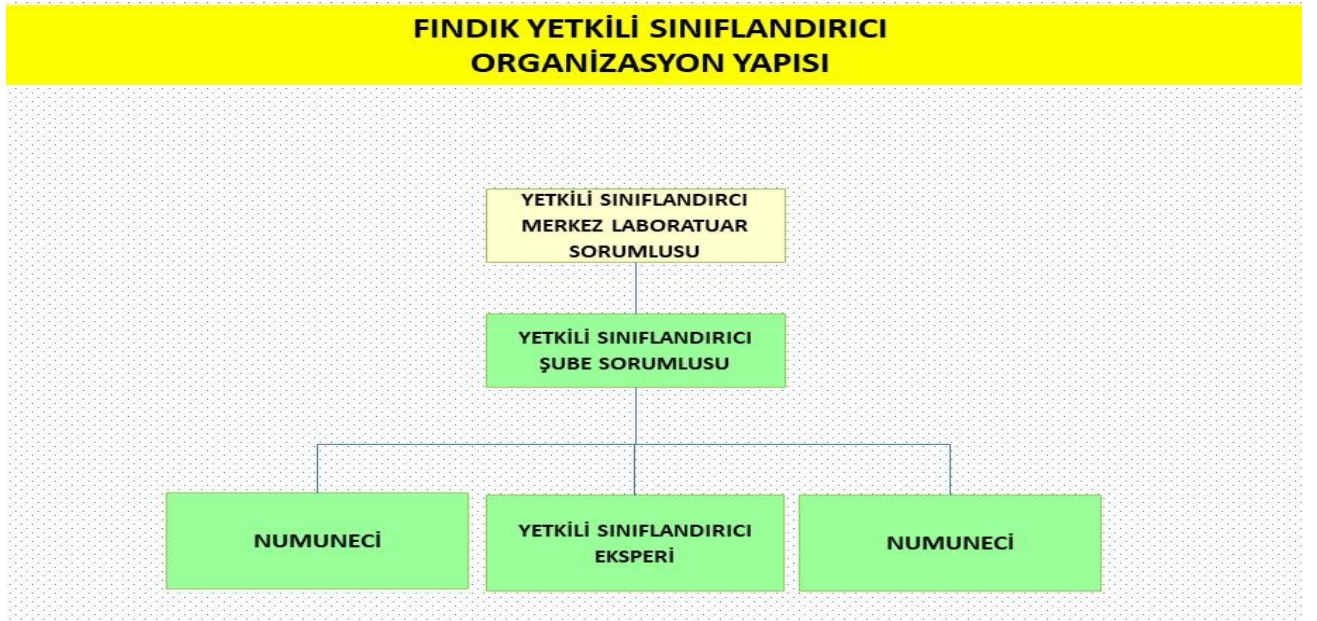 FINDIK YETKİLİ SINIFLANDIRICI
ORGANİZASYON YAPISI
YETKİLİ SINIFLANDIRCI
MERKEZ LABORATUAR
SORUMLUSU
YETKİLİ SINIFLANDIRICI
ŞUBE SORUMLUSU
NUMUNECİ
YETKİLİ SINIFLANDIRICI
EKSPERİ
NUMUNECİ